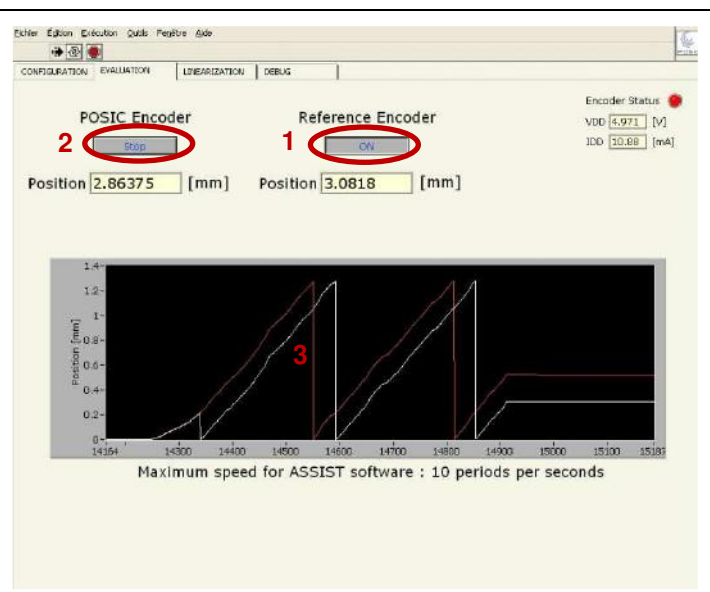 Fichier Édition Exécution Outils Fenêtre Aide
CONFIGURATION EVALUATION LINEARIZATION DEBUG
Encoder Status
POSIC Encoder Reference Encoder
VDD 4.971 [V]
2 Stop 1 ON
IDD 10.88 [mA]
Position 2.86375 [mm] Position 3.0818 [mm]
1.4
1.2
1
0.8
0.6
0.4
0.2
0
Position [mm]
3
14164 14300 14400 14500 14600 14700 14800 14900 15000 15100 15187
Maximum speed for ASSIST software : 10 periods per seconds